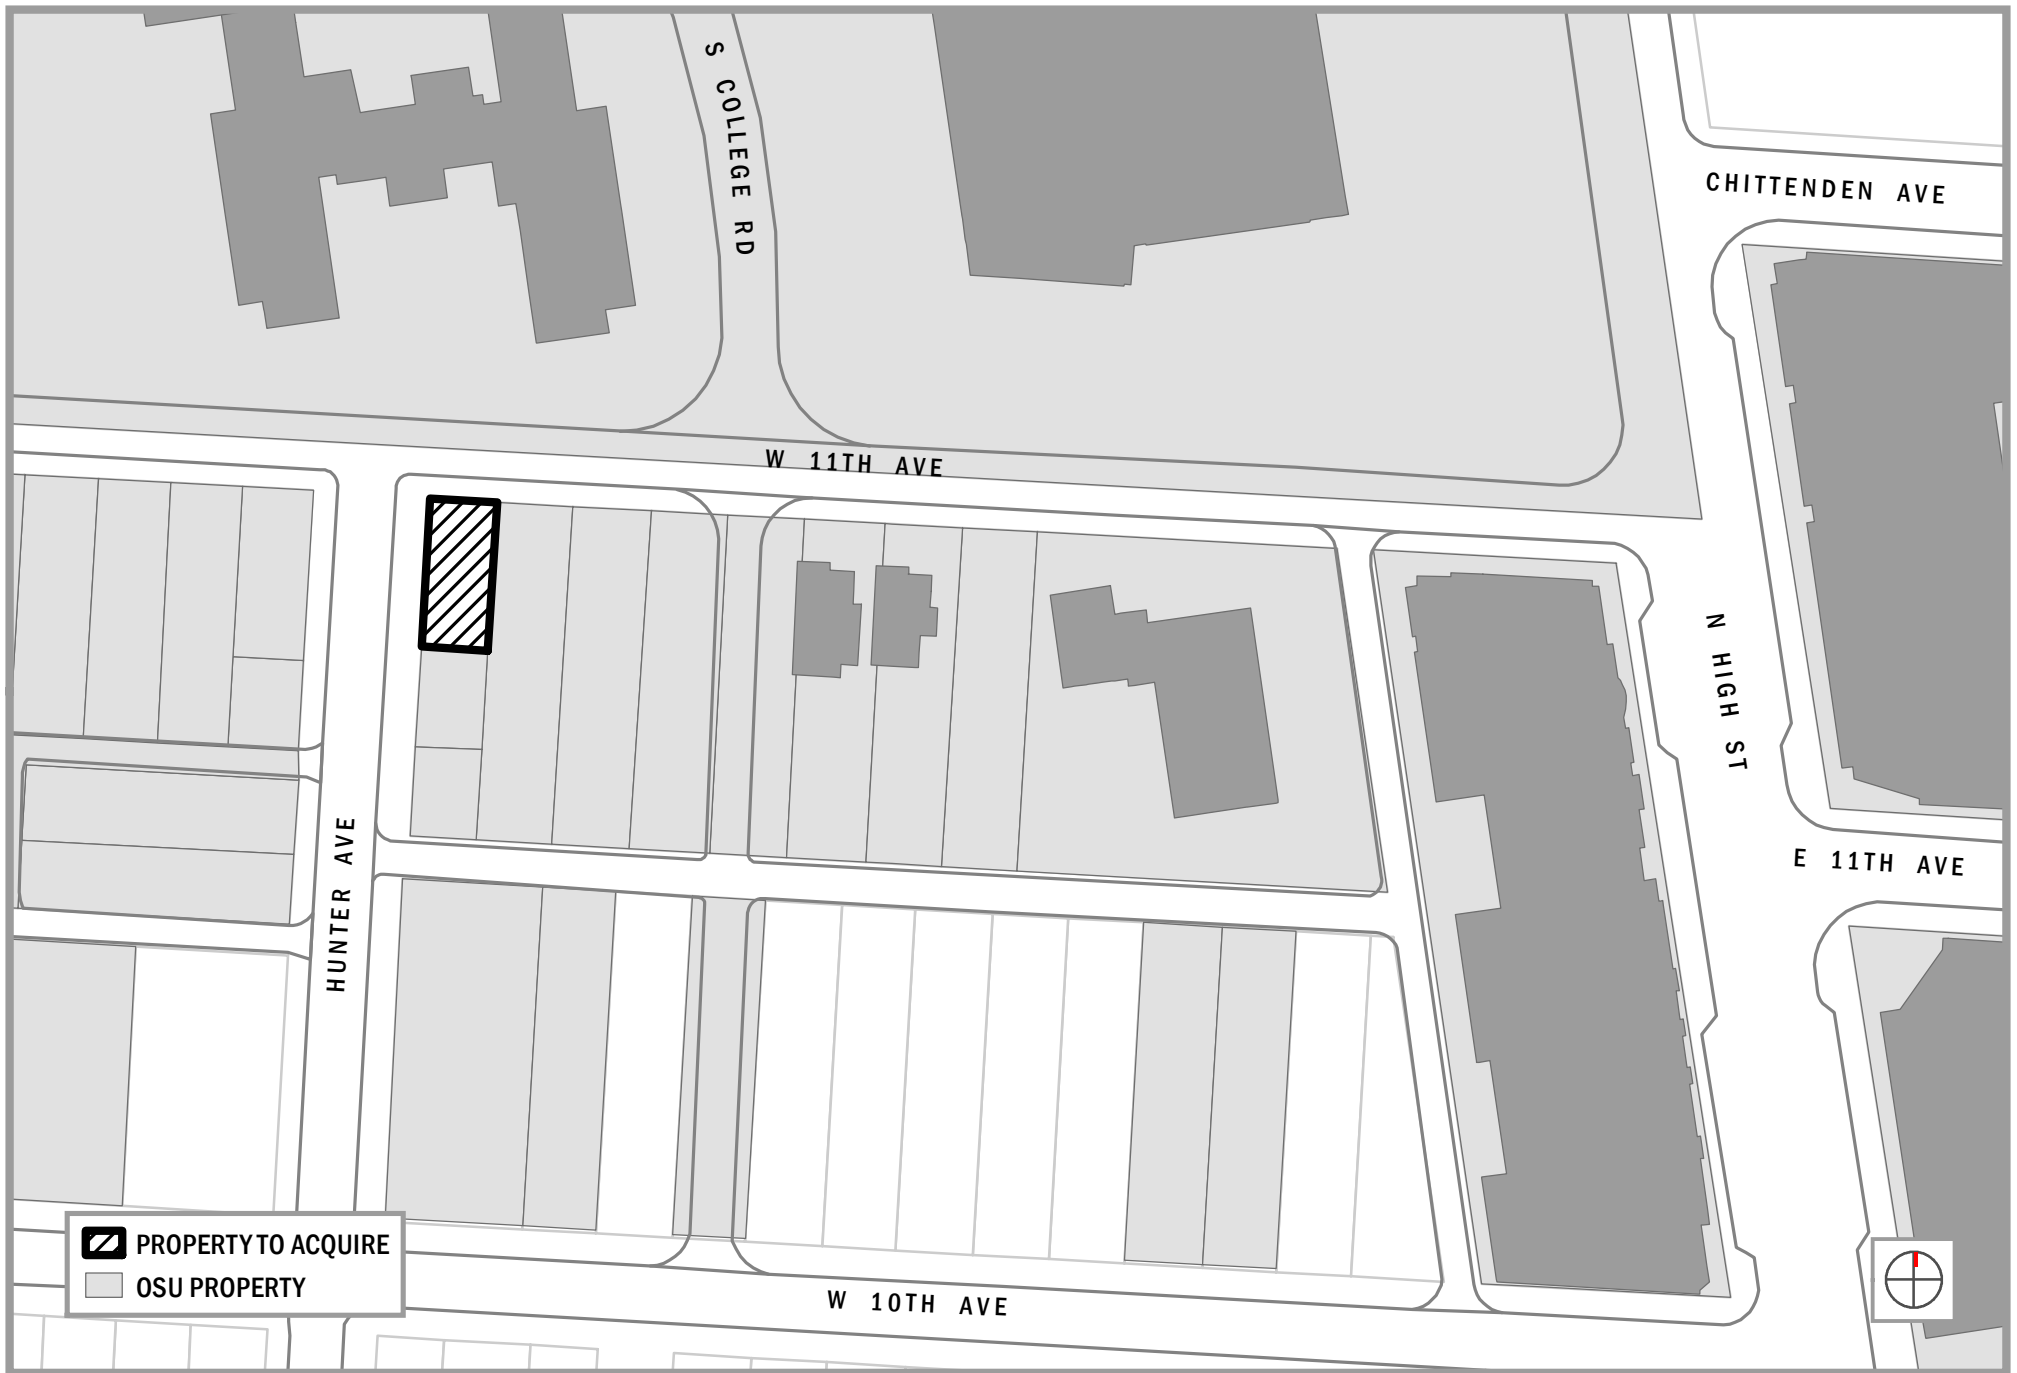 S COLLEGE RD
CHITTENDEN AVE
W 11TH AVE
N HIGH ST
E 11TH AVE
HUNTER AVE
PROPERTY TO ACQUIRE
OSU PROPERTY
W 10TH AVE